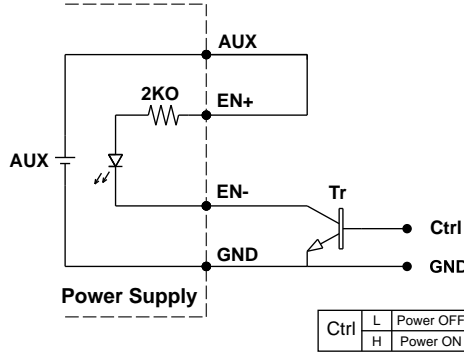 AUX
2KO
EN+
AUX
EN-
Tr
Ctrl
GND
GND
Power Supply
Ctrl L Power OFF
H Power ON